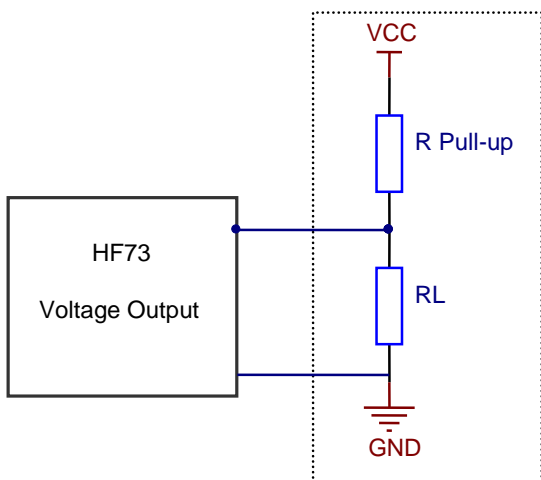 VCC
R Pull-up
HF73
Voltage Output
RL
GND